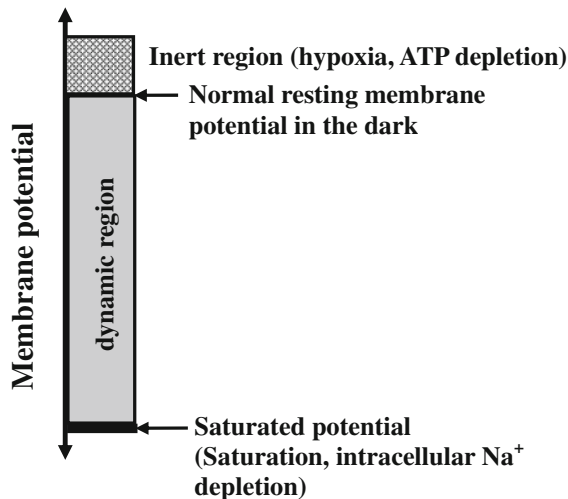 Inert region (hypoxia, ATP depletion)
Normal resting membrane
potential in the dark
Membrane potential
dynamic region
Saturated potential
(Saturation, intracellular Na⁺
depletion)